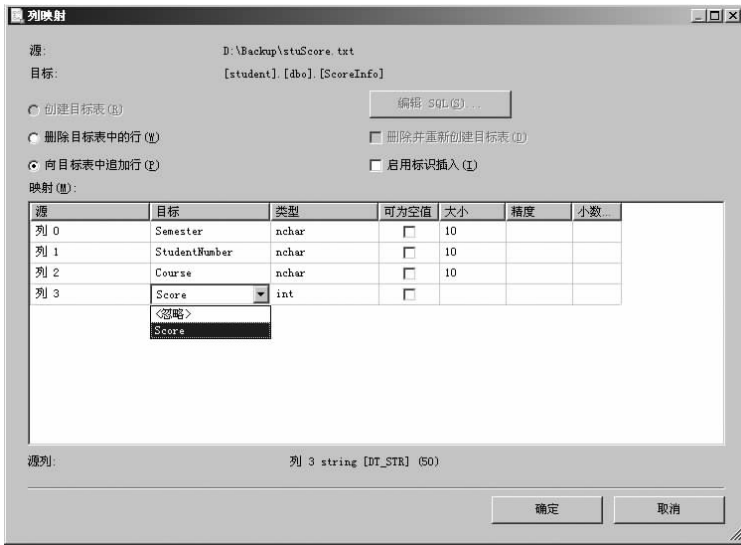 列映射
源: D:\Backup\stuScore.txt
目标: [student].[dbo].[ScoreInfo]
创建目标表(R) 编辑 SQL(S)...
删除目标表中的行(W) 删除并重新创建目标表(D)
向目标表中追加行(P) 启用标识插入(I)
映射(M):
源 目标 类型 可为空值 大小 精度 小数...
列 0 Semester nchar 10
列 1 StudentNumber nchar 10
列 2 Course nchar 10
列 3 Score int
<忽略>
Score
源列: 列 3 string [DT_STR] (50)
确定 取消